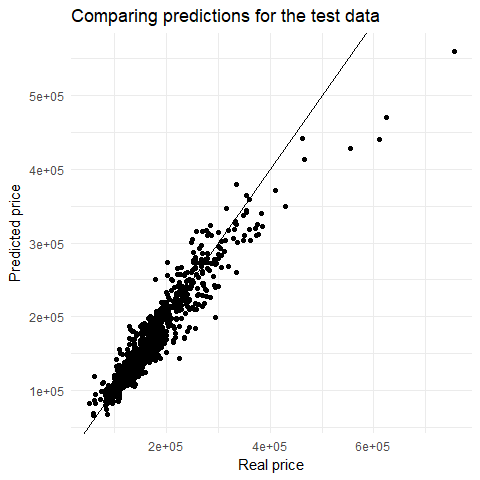 Comparing predictions for the test data
5e+05
4e+05
3e+05
2e+05
1e+05
Predicted price
2e+05 4e+05 6e+05
Real price